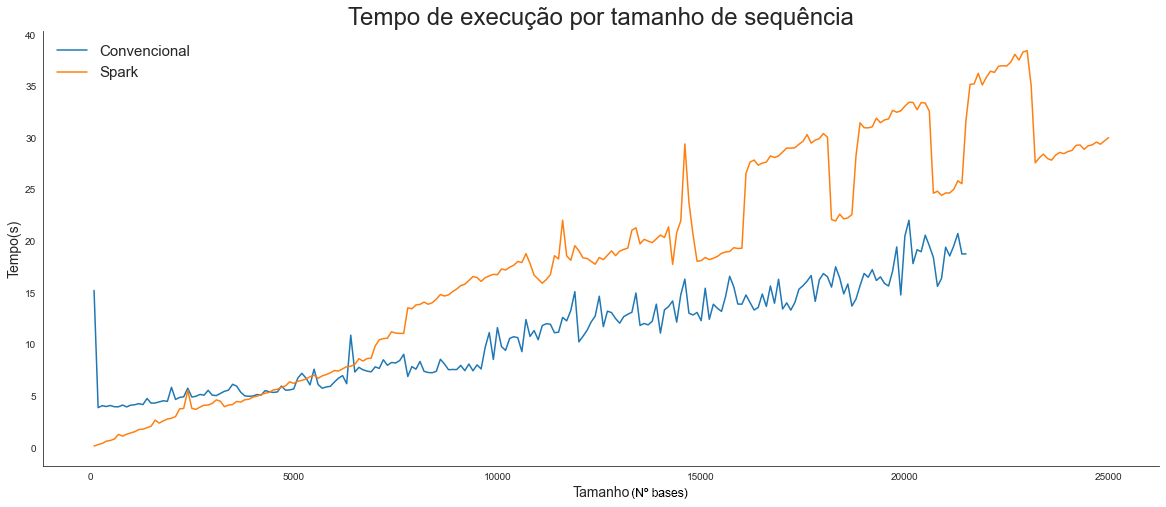 Tempo de execução por tamanho de sequência
Convencional
Spark
Tempo(s)
40
35
30
25
20
15
10
5
0
0 5000 10000 15000 20000 25000
Tamanho (Nº bases)